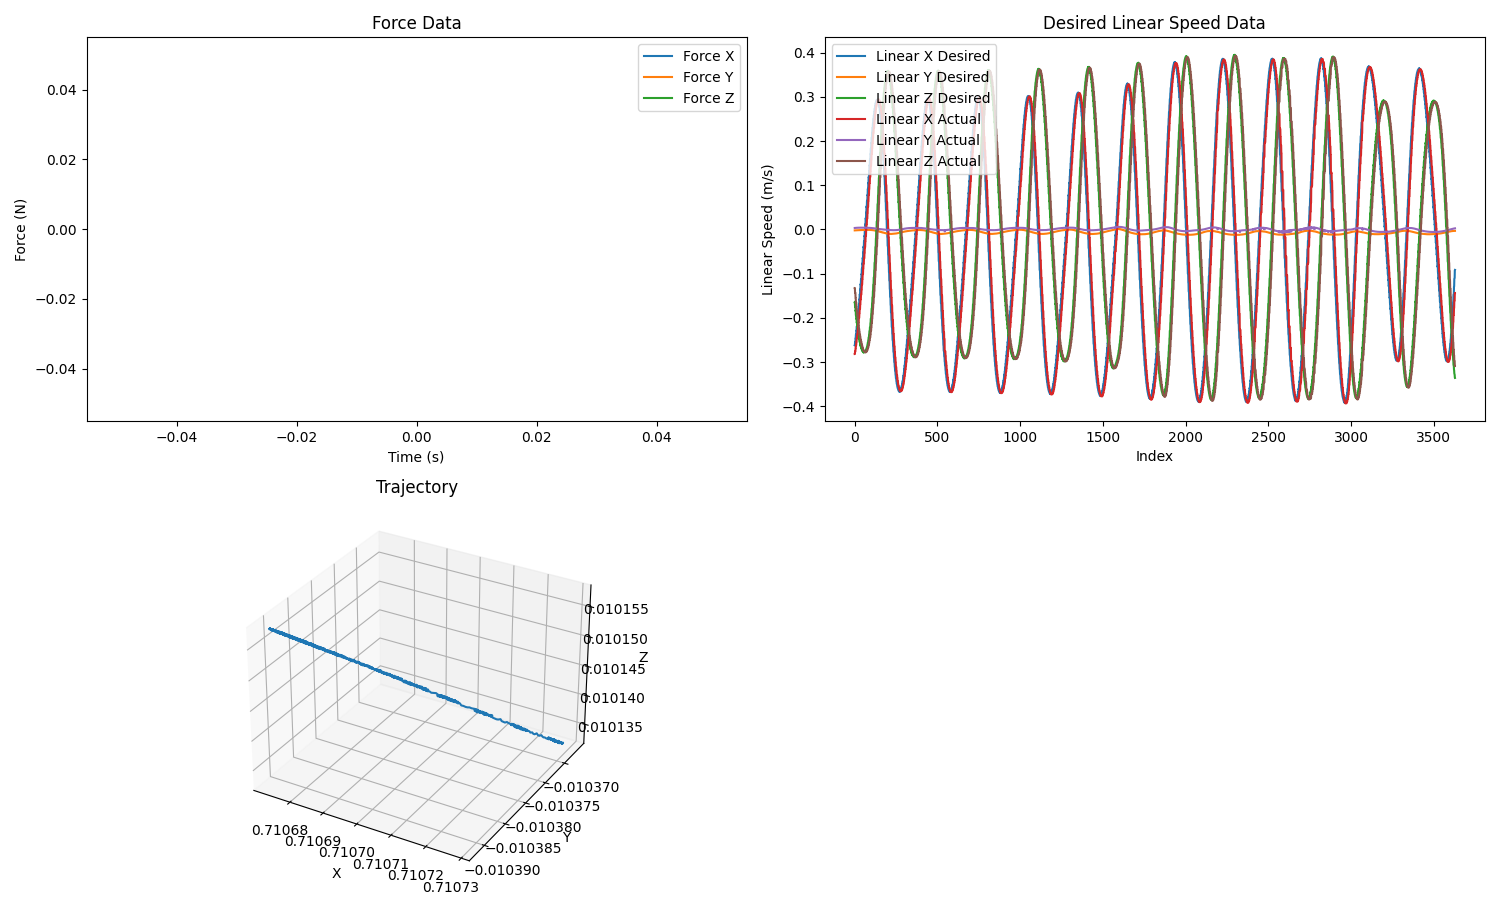 Force Data
Force X
Force Y
Force Z
0.04
0.02
0.00
−0.02
−0.04
Force (N)
−0.04
−0.02
0.00
0.02
0.04
Time (s)
Desired Linear Speed Data
Linear X Desired
Linear Y Desired
Linear Z Desired
Linear X Actual
Linear Y Actual
Linear Z Actual
0.4
0.3
0.2
0.1
0.0
−0.1
−0.2
−0.3
−0.4
Linear Speed (m/s)
0
500
1000
1500
2000
2500
3000
3500
Index
Trajectory
0.010155
0.010150
Z
0.010145
0.010140
0.010135
−0.010370
−0.010375
−0.010380
Y
−0.010385
−0.010390
0.71068
0.71069
0.71070
0.71071
0.71072
0.71073
X